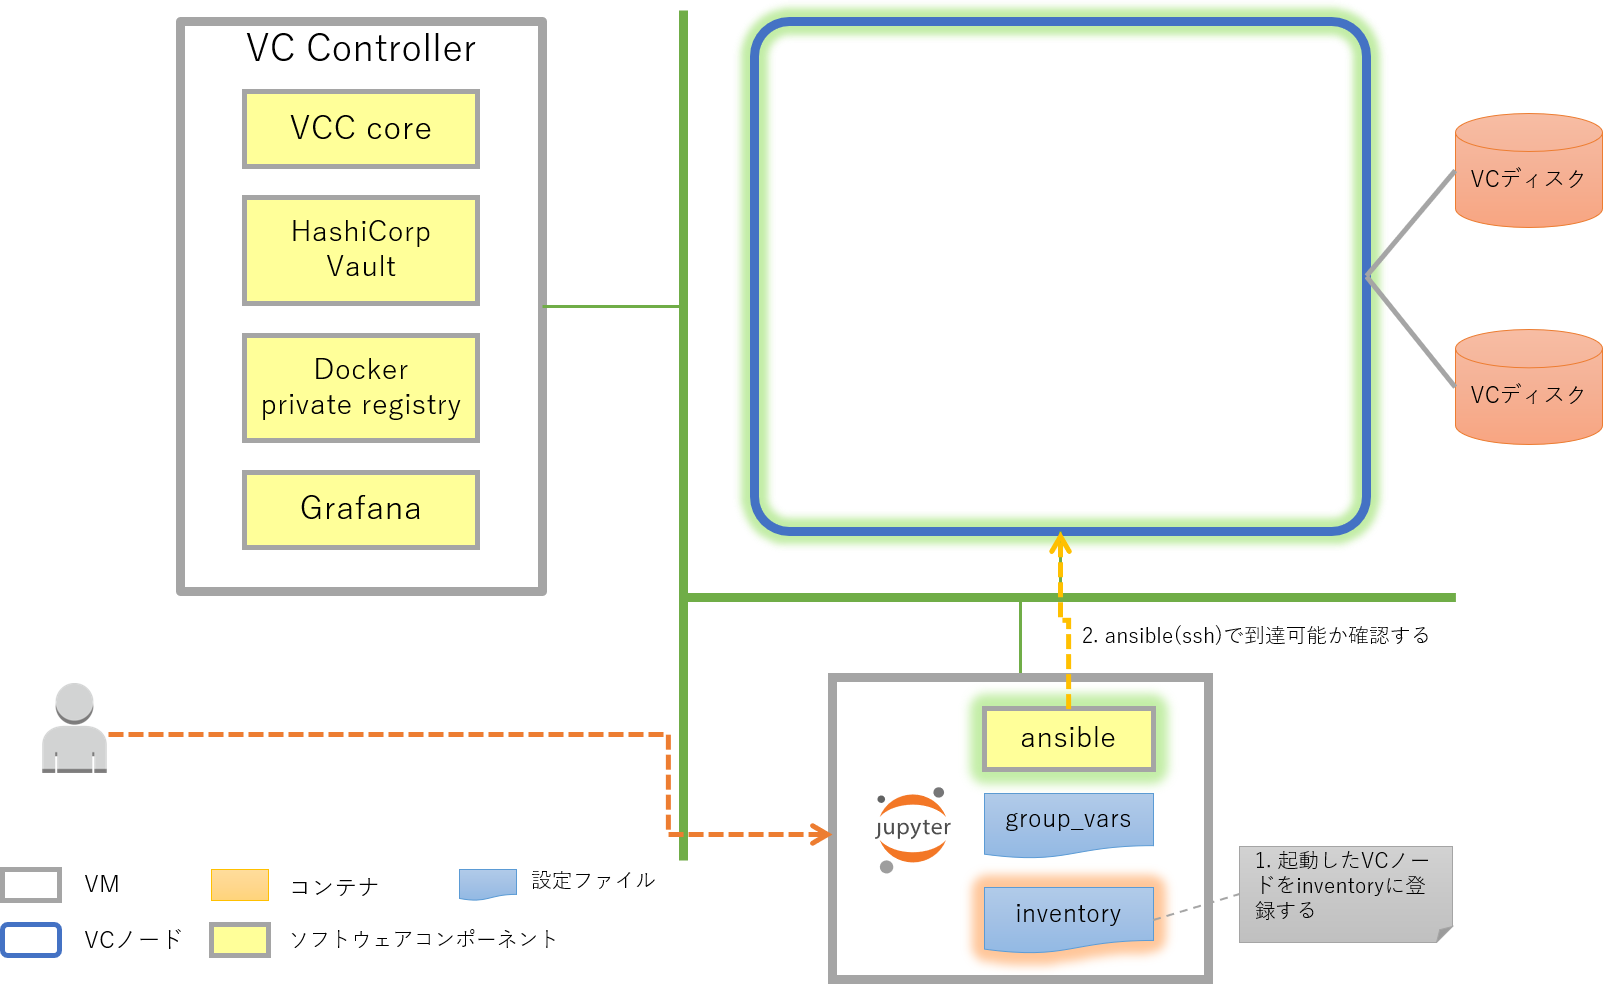 VC Controller
VCC core
HashiCorp
Vault
Docker
private registry
Grafana
VCディスク
VCディスク
2. ansible(ssh)で到達可能か確認する
ansible
jupyter
group_vars
inventory
1. 起動したVCノー
ドをinventoryに登
録する
VM
コンテナ
設定ファイル
VCノード
ソフトウェアコンポーネント